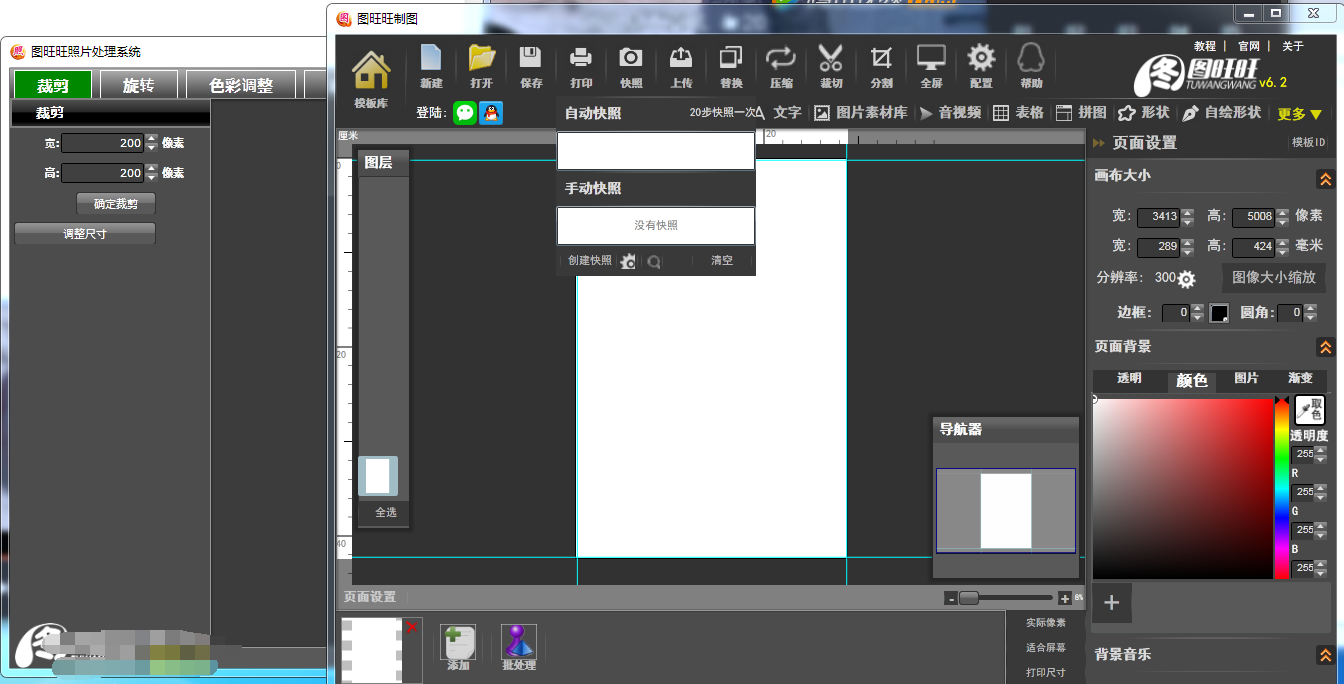 图旺旺照片处理系统
裁剪
旋转
色彩调整
裁剪
宽: 200 像素
高: 200 像素
确定裁剪
调整尺寸
图旺旺制图
教程 | 官网 | 关于
模板库
新建
打开
保存
打印
快照
上传
替换
压缩
裁切
分割
全屏
配置
帮助
图旺旺
TUWANGWANG
v6.2
登陆:
自动快照
20步快照一次
文字
图片素材库
音视频
表格
拼图
形状
自绘形状
更多
手动快照
没有快照
创建快照
清空
厘米
20
0
20
40
图层
全选
导航器
页面设置
模板ID
画布大小
宽: 3413 高: 5008 像素
宽: 289 高: 424 毫米
分辨率: 300
图像大小缩放
边框: 0
圆角: 0
页面背景
透明
颜色
图片
渐变
取色
透明度
255
R
255
G
255
B
255
+
背景音乐
页面设置
- + 8%
添加
批处理
实际像素
适合屏幕
打印尺寸